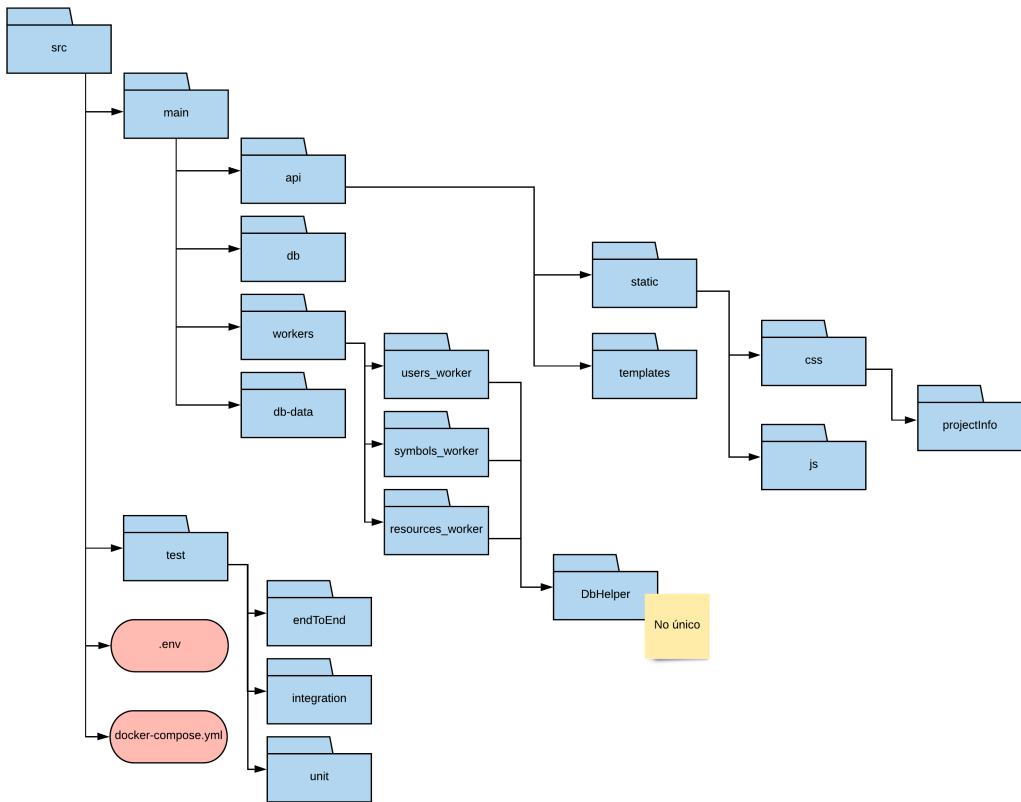 src
main
api
db
static
workers
css
users_worker
templates
db-data
projectInfo
symbols_worker
js
resources_worker
test
DbHelper
endToEnd
No único
.env
integration
docker-compose.yml
unit